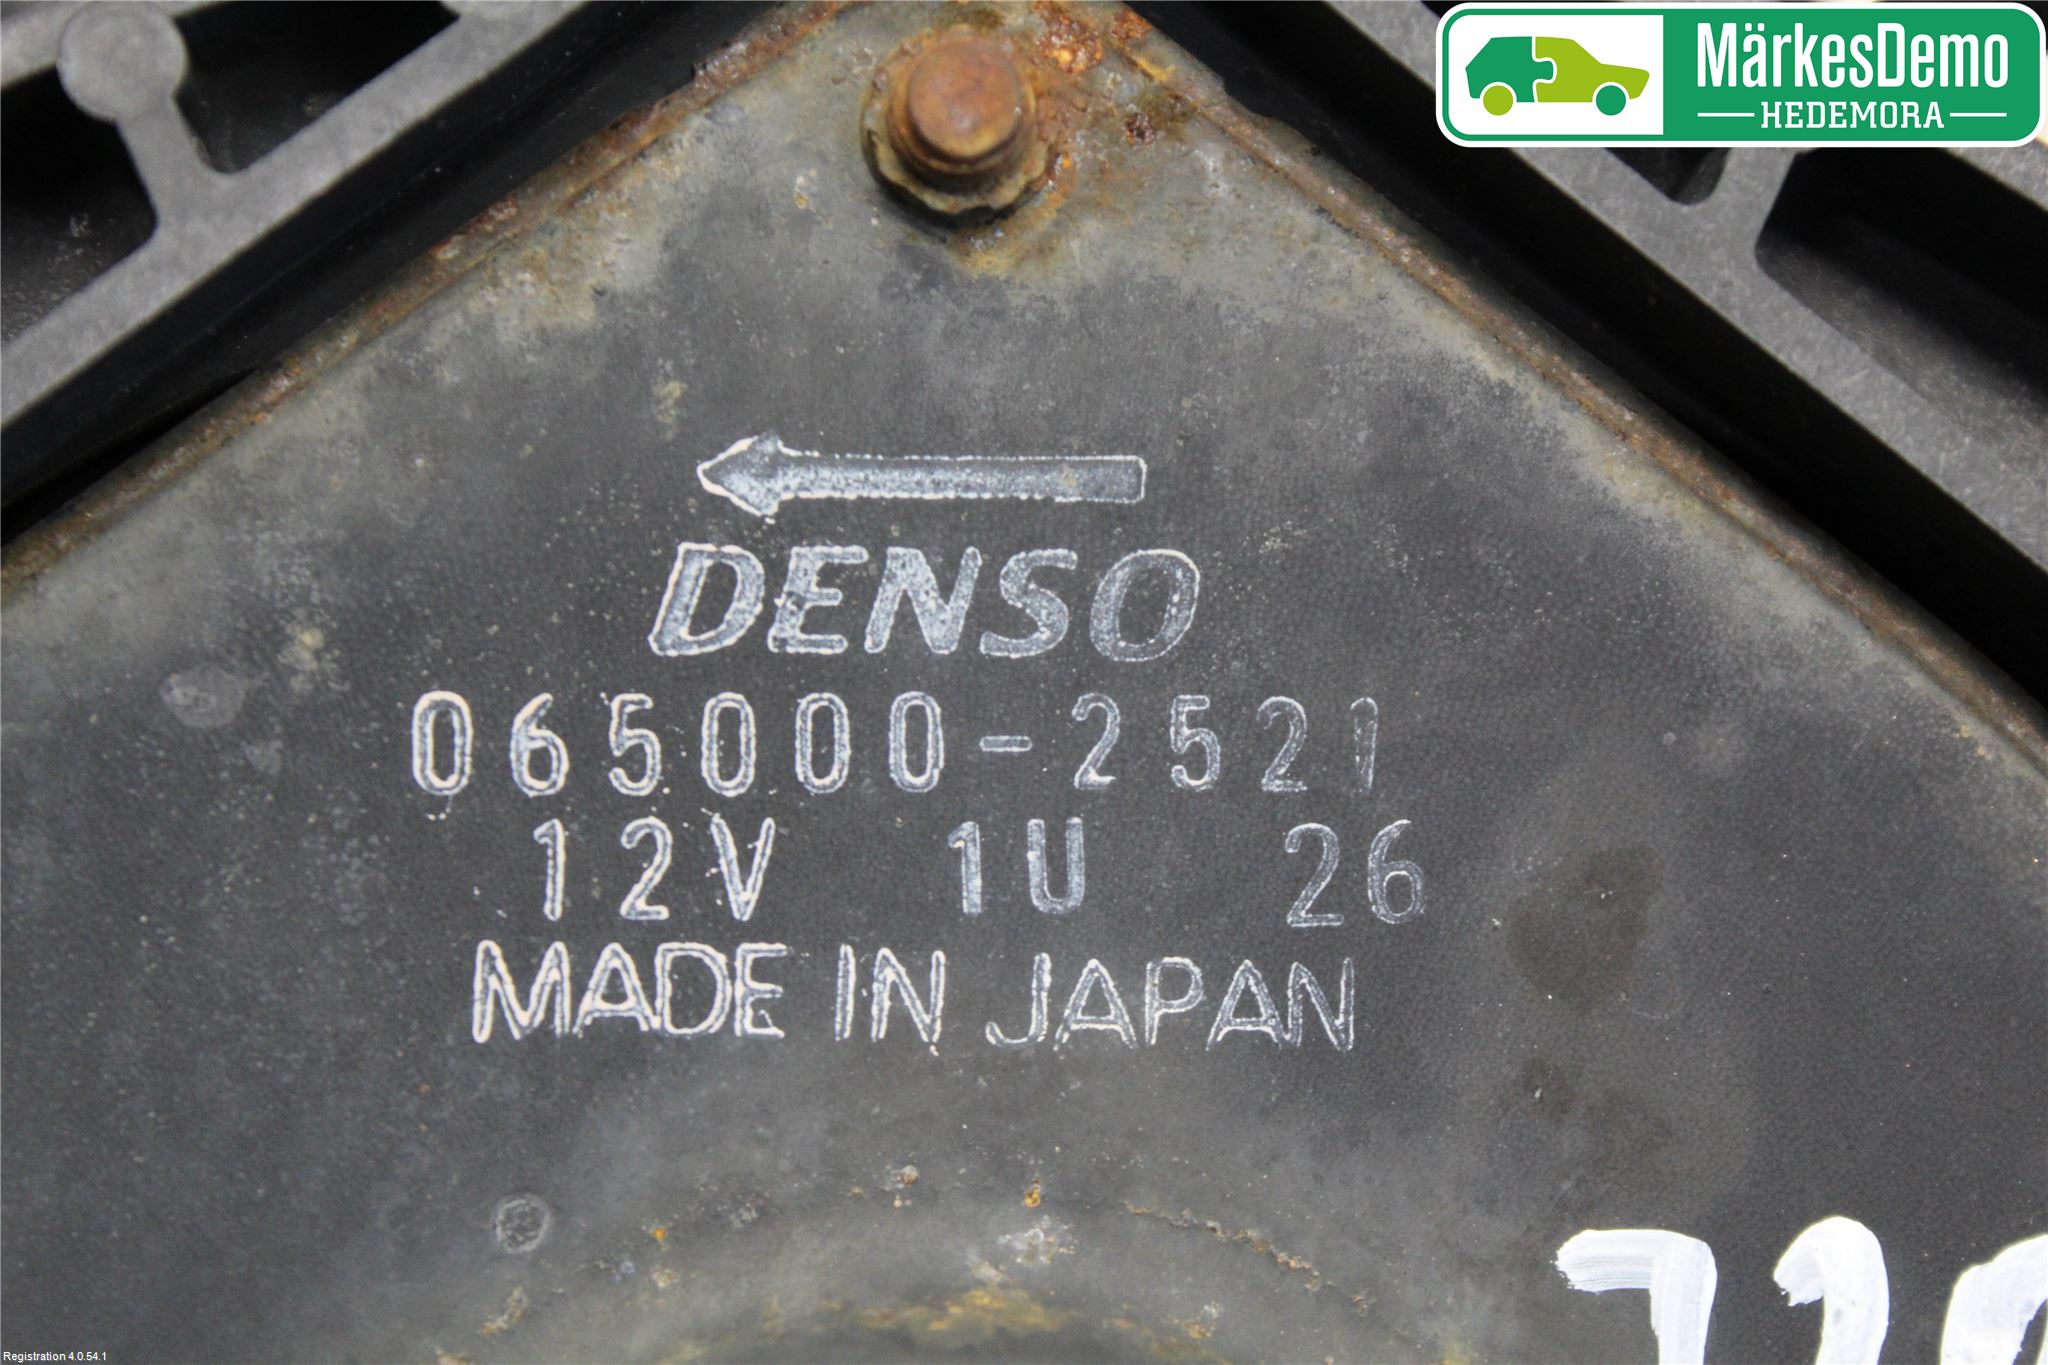 MärkesDemo
HEDEMORA
DENSO
065000-2521
12V 1U 26
MADE IN JAPAN
Registration 4.0.54.1